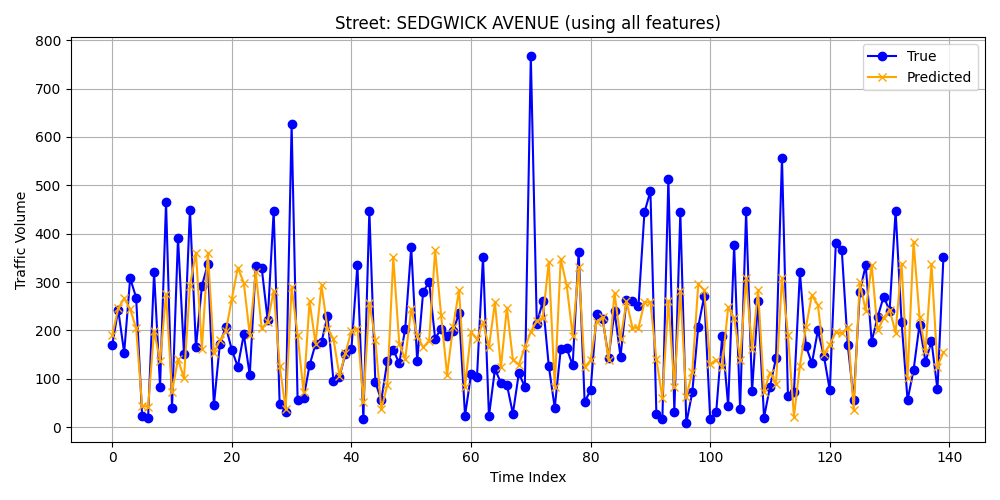 Street: SEDGWICK AVENUE (using all features)
True
Predicted
Traffic Volume
800
700
600
500
400
300
200
100
0
0 20 40 60 80 100 120 140
Time Index